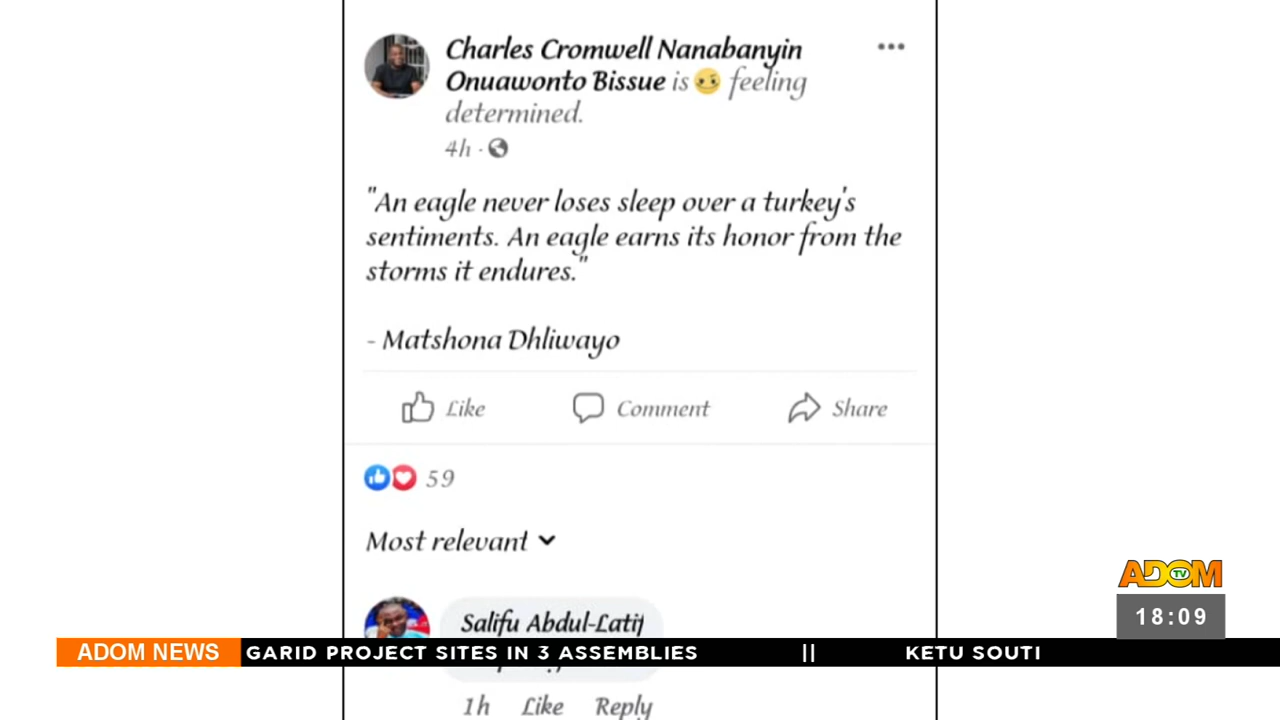 Charles Cromwell Nanabanyin
Onuawonto Bissue is feeling
determined.
4h ·
"An eagle never loses sleep over a turkey's
sentiments. An eagle earns its honor from the
storms it endures."
- Matshona Dhliwayo
Like Comment Share
59
Most relevant
Salifu Abdul-Latif
1h Like Reply
ADOM TV
18:09
ADOM NEWS GARID PROJECT SITES IN 3 ASSEMBLIES || KETU SOUTI